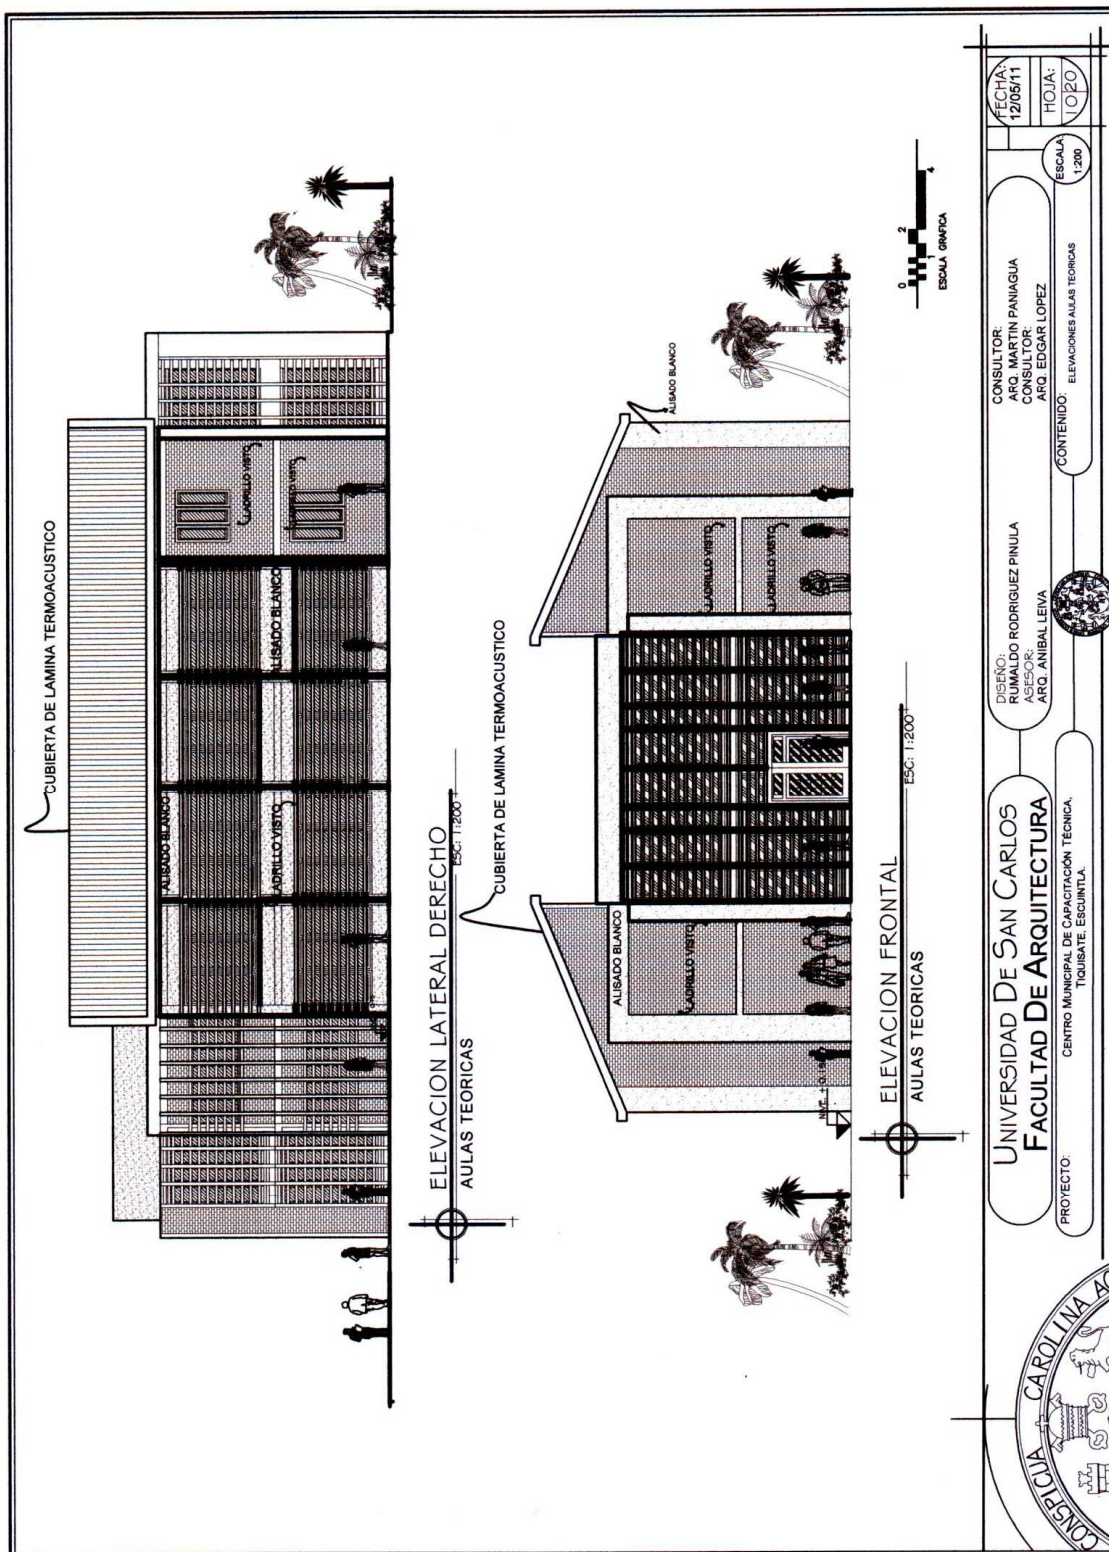 CUBIERTA DE LAMINA TERMOACUSTICO
ALISADO BLANCO
LADRILLO VISTO
ALISADO BLANCO
LADRILLO VISTO
ELEVACION LATERAL DERECHO
ESC: 1:200
AULAS TEORICAS
CUBIERTA DE LAMINA TERMOACUSTICO
ALISADO BLANCO
ALISADO BLANCO
LADRILLO VISTO
LADRILLO VISTO
LADRILLO VISTO
ELEVACION FRONTAL
ESC: 1:200
AULAS TEORICAS
0 1 2 4
ESCALA GRAFICA
CONSPICUA CAROLINA
UNIVERSIDAD DE SAN CARLOS
FACULTAD DE ARQUITECTURA
PROYECTO:
CENTRO MUNICIPAL DE CAPACITACIÓN TÉCNICA,
TIQUISATE, ESCUINTLA.
DISEÑO:
RUMALDO RODRIGUEZ PINULA
ASESOR:
ARQ. ANIBAL LEIVA
CONSULTOR:
ARQ. MARTIN PANIAGUA
CONSULTOR:
ARQ. EDGAR LOPEZ
CONTENIDO:
ELEVACIONES AULAS TEORICAS
ESCALA:
1:200
FECHA:
12/05/11
HOJA:
10 20